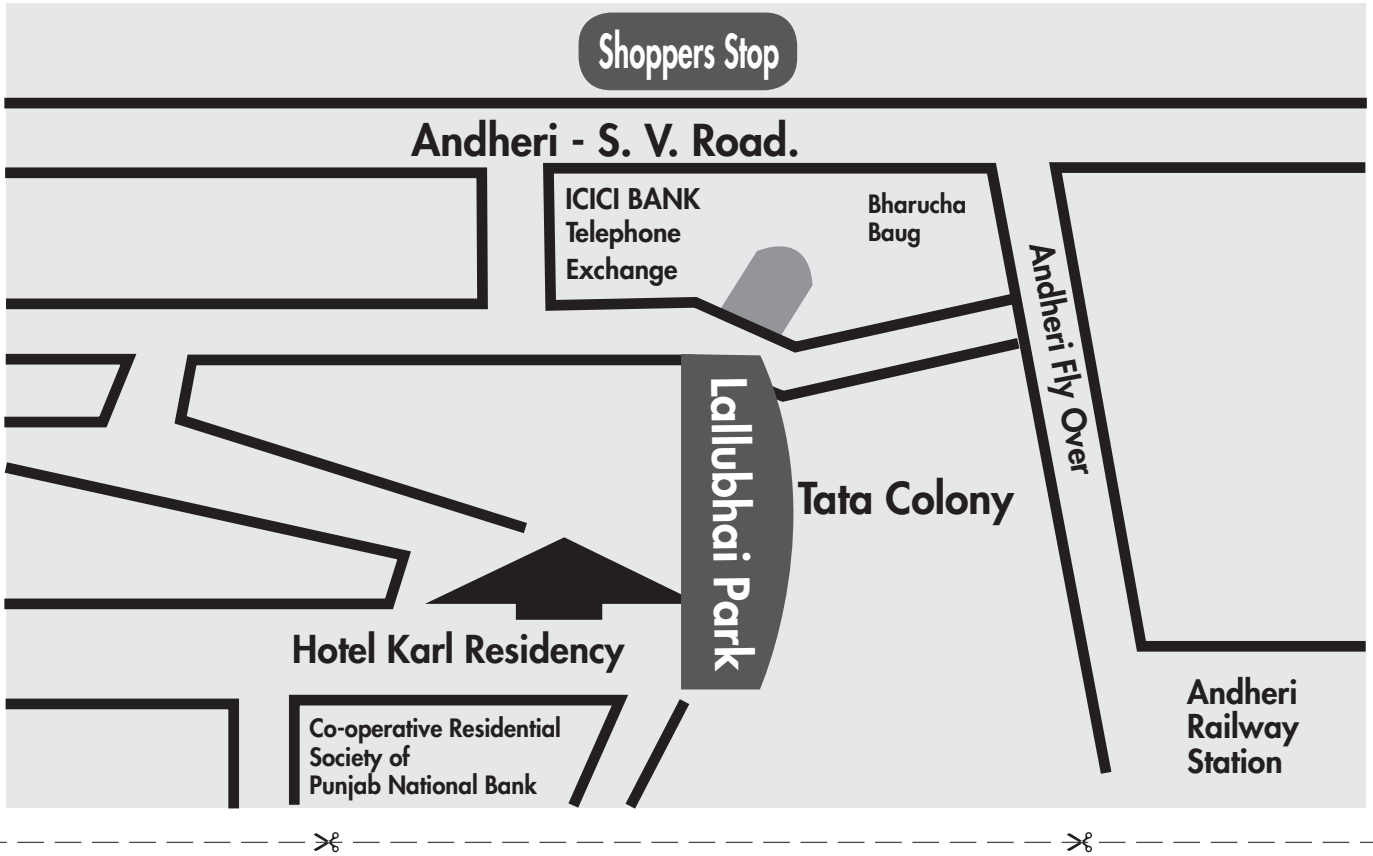 Shoppers Stop
Andheri - S. V. Road.
ICICI BANK
Telephone
Exchange
Bharucha
Baug
Andheri Fly Over
Lallubhai Park
Tata Colony
Hotel Karl Residency
Co-operative Residential
Society of
Punjab National Bank
Andheri
Railway
Station